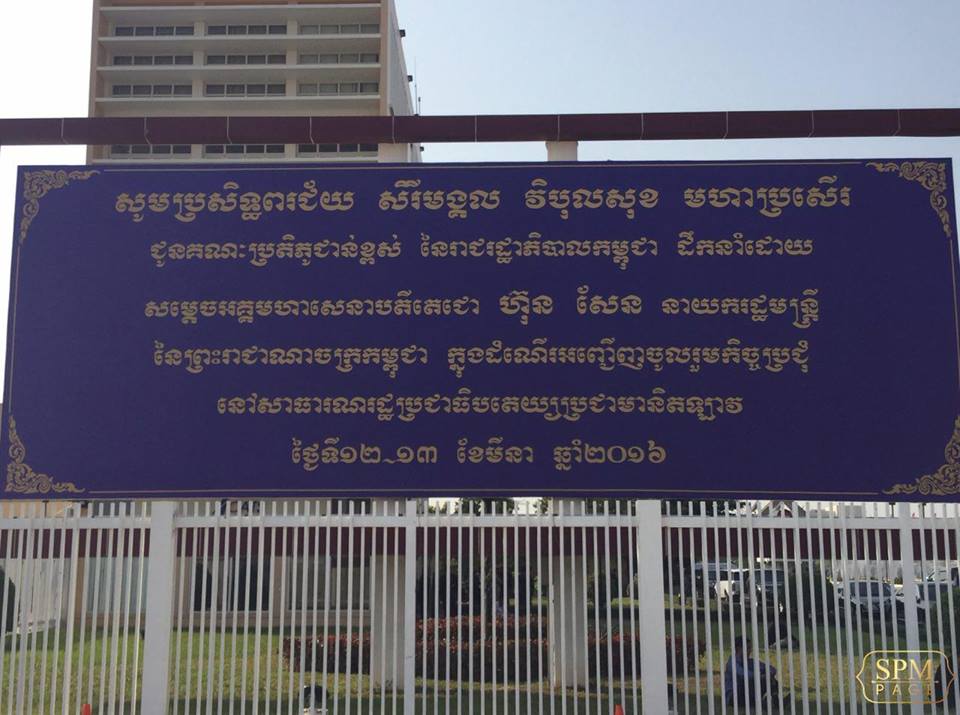 សូមប្រសិទ្ធពរជ័យ សិរីមង្គល វិបុលសុខ មហាប្រសើរ
ជូនគណៈប្រតិភូជាន់ខ្ពស់ នៃរាជរដ្ឋាភិបាលកម្ពុជា ដឹកនាំដោយ
សម្តេចអគ្គមហាសេនាបតីតេជោ ហ៊ុន សែន នាយករដ្ឋមន្ត្រី
នៃព្រះរាជាណាចក្រកម្ពុជា ក្នុងដំណើរអញ្ជើញចូលរួមកិច្ចប្រជុំ
នៅសាធារណរដ្ឋប្រជាធិបតេយ្យប្រជាមានិតឡាវ
ថ្ងៃទី១២-១៣ ខែមីនា ឆ្នាំ២០១៦
SPM
PAGE